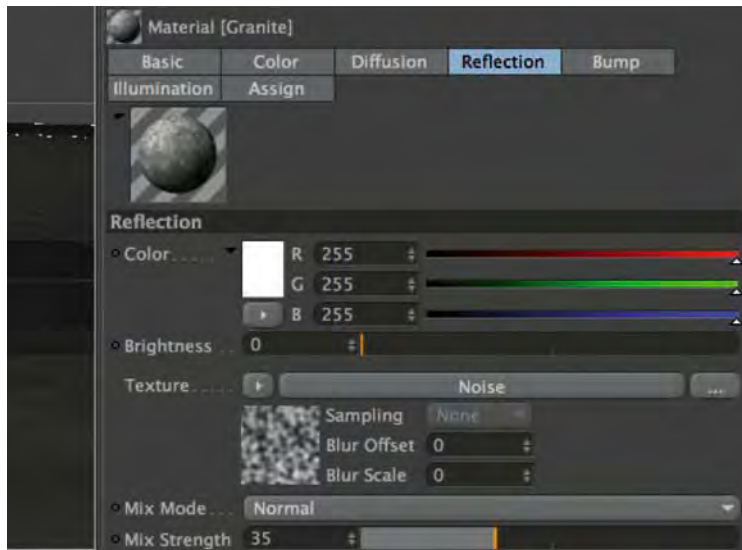 Material [Granite]
Basic Color Diffusion Reflection Bump
Illumination Assign
Reflection
Color..... R 255
G 255
B 255
Brightness .. 0
Texture..... Noise ...
Sampling None
Blur Offset 0
Blur Scale 0
Mix Mode... Normal
Mix Strength 35